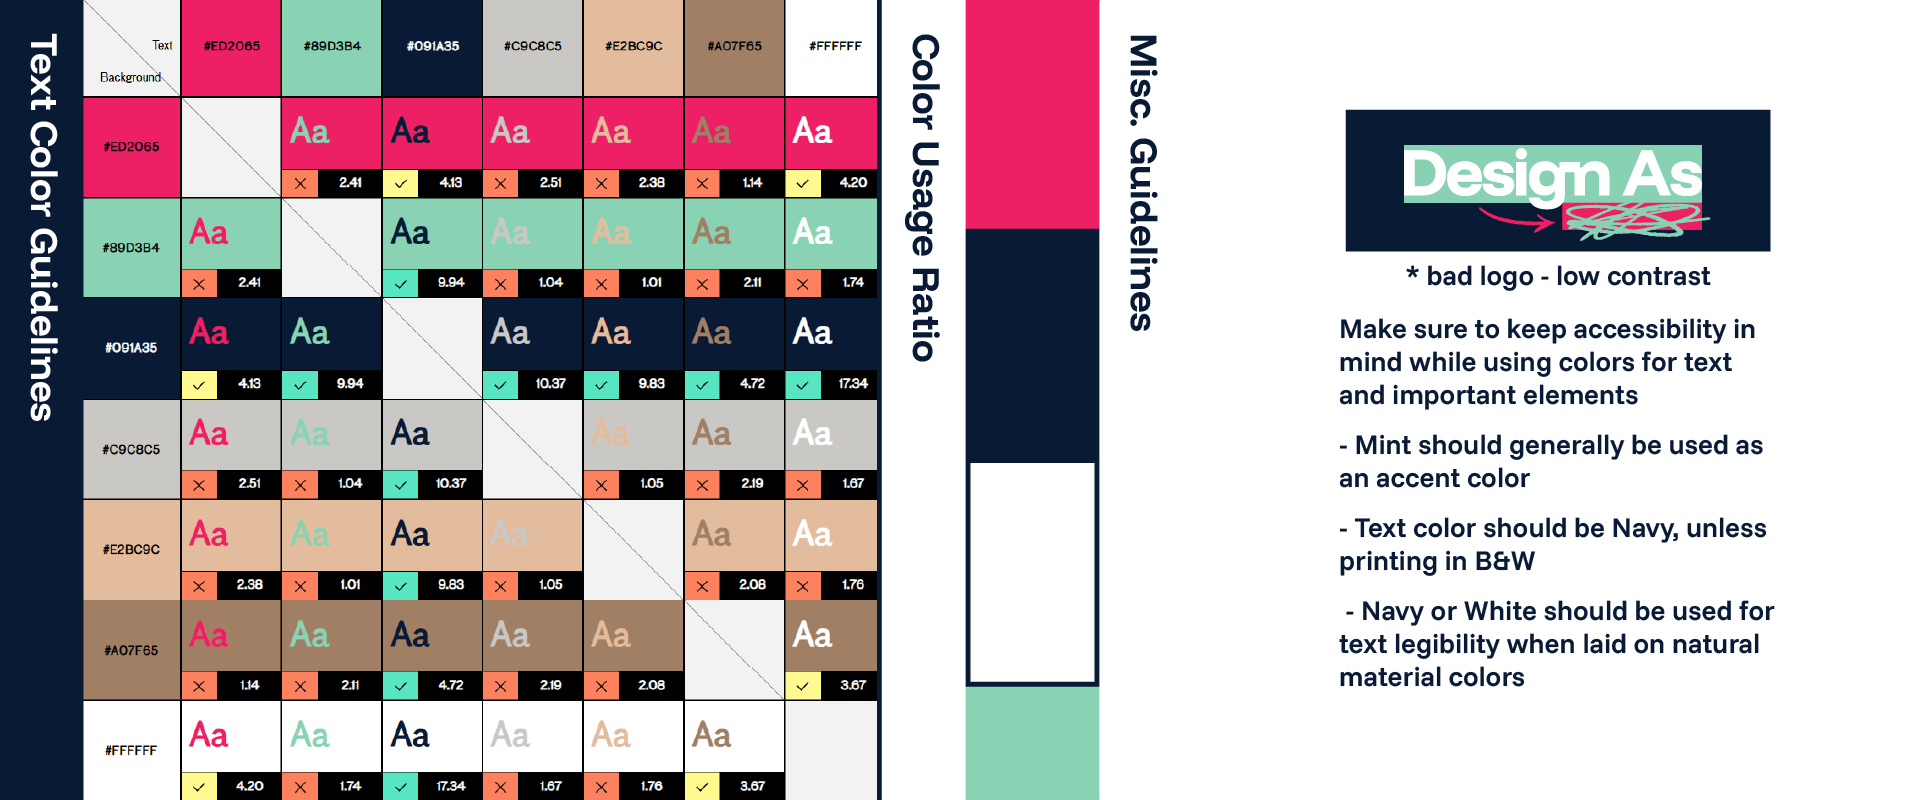 Text Color Guidelines
Text
Background
#ED2065
#89D3B4
#091A35
#C9C8C5
#E2BC9C
#A07F65
#FFFFFF
#ED2065
Aa Aa Aa Aa Aa Aa
2.41 4.13 2.51 2.38 1.14 4.20
#89D3B4
Aa Aa Aa Aa Aa Aa
2.41 9.94 1.04 1.01 2.11 1.74
#091A35
Aa Aa Aa Aa Aa Aa
4.13 9.94 10.37 9.83 4.72 17.34
#C9C8C5
Aa Aa Aa Aa Aa Aa
2.51 1.04 10.37 1.05 2.19 1.67
#E2BC9C
Aa Aa Aa Aa Aa Aa
2.38 1.01 9.83 1.05 2.08 1.76
#A07F65
Aa Aa Aa Aa Aa Aa
1.14 2.11 4.72 2.19 2.08 3.67
#FFFFFF
Aa Aa Aa Aa Aa Aa
4.20 1.74 17.34 1.67 1.76 3.67
Color Usage Ratio
Misc. Guidelines
Design As
* bad logo - low contrast
Make sure to keep accessibility in
mind while using colors for text
and important elements
- Mint should generally be used as
an accent color
- Text color should be Navy, unless
printing in B&W
- Navy or White should be used for
text legibility when laid on natural
material colors